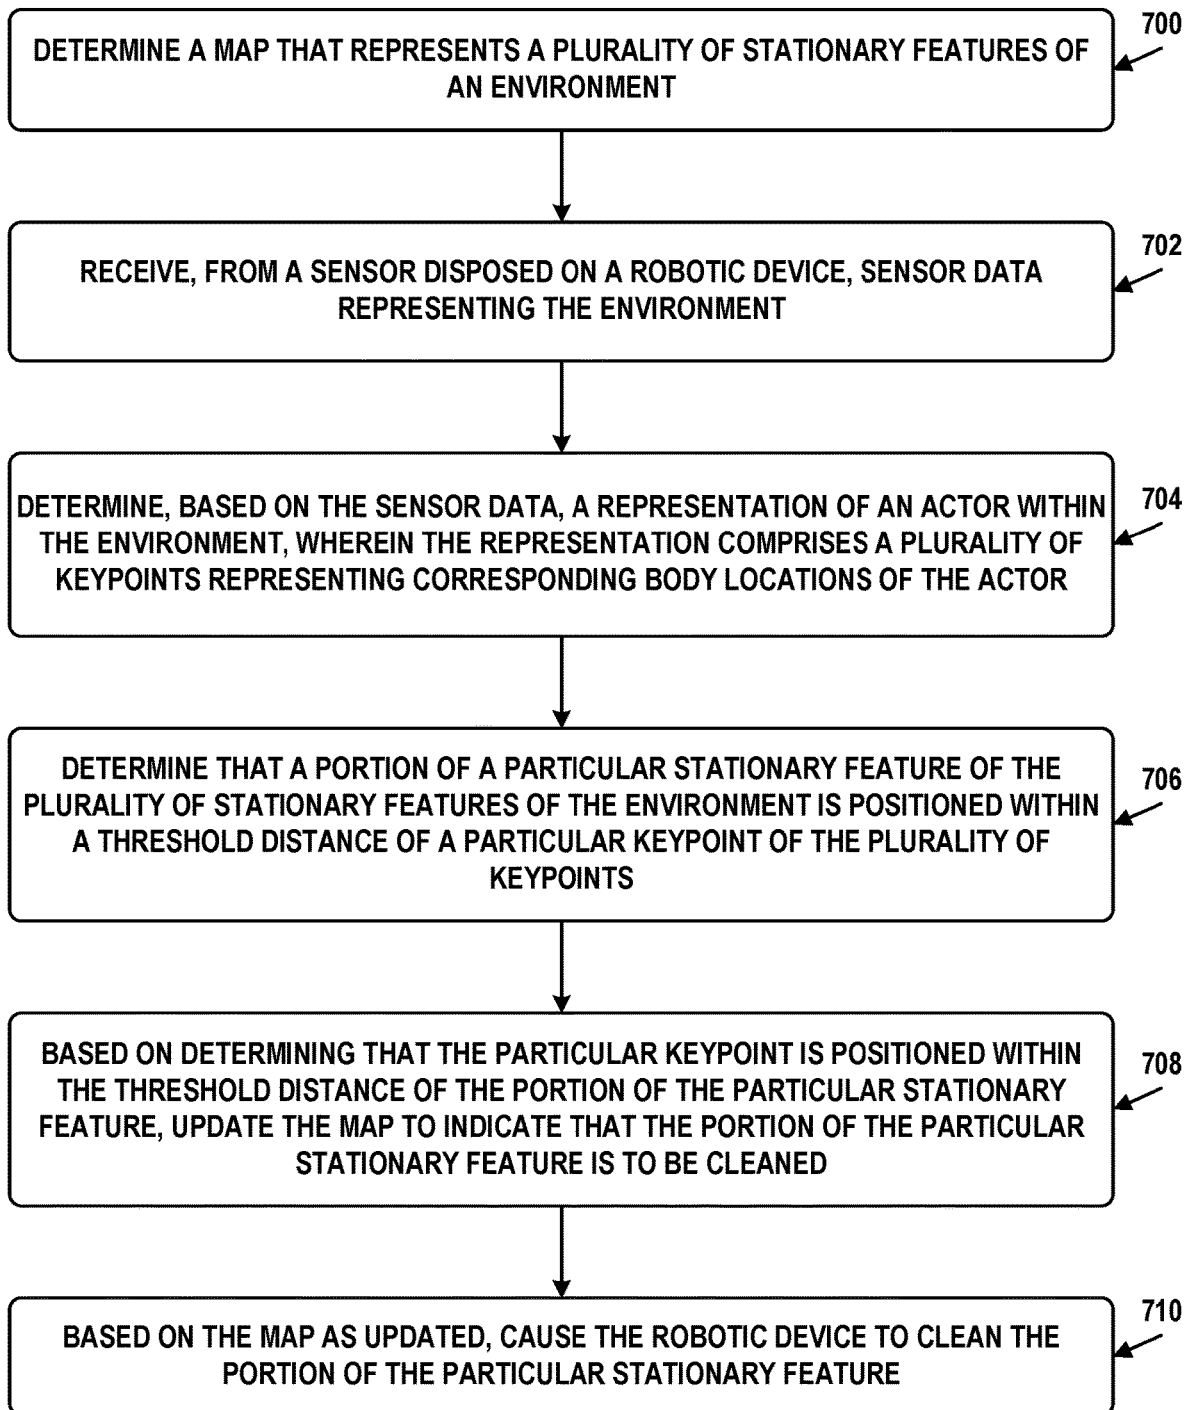 700
DETERMINE A MAP THAT REPRESENTS A PLURALITY OF STATIONARY FEATURES OF
AN ENVIRONMENT
702
RECEIVE, FROM A SENSOR DISPOSED ON A ROBOTIC DEVICE, SENSOR DATA
REPRESENTING THE ENVIRONMENT
704
DETERMINE, BASED ON THE SENSOR DATA, A REPRESENTATION OF AN ACTOR WITHIN
THE ENVIRONMENT, WHEREIN THE REPRESENTATION COMPRISES A PLURALITY OF
KEYPOINTS REPRESENTING CORRESPONDING BODY LOCATIONS OF THE ACTOR
706
DETERMINE THAT A PORTION OF A PARTICULAR STATIONARY FEATURE OF THE
PLURALITY OF STATIONARY FEATURES OF THE ENVIRONMENT IS POSITIONED WITHIN
A THRESHOLD DISTANCE OF A PARTICULAR KEYPOINT OF THE PLURALITY OF
KEYPOINTS
708
BASED ON DETERMINING THAT THE PARTICULAR KEYPOINT IS POSITIONED WITHIN
THE THRESHOLD DISTANCE OF THE PORTION OF THE PARTICULAR STATIONARY
FEATURE, UPDATE THE MAP TO INDICATE THAT THE PORTION OF THE PARTICULAR
STATIONARY FEATURE IS TO BE CLEANED
710
BASED ON THE MAP AS UPDATED, CAUSE THE ROBOTIC DEVICE TO CLEAN THE
PORTION OF THE PARTICULAR STATIONARY FEATURE